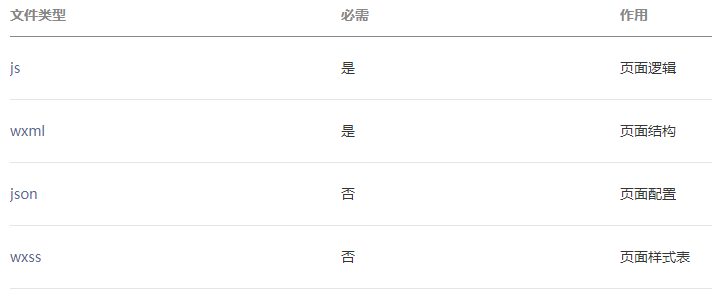 文件类型 必需 作用
js 是 页面逻辑
wxml 是 页面结构
json 否 页面配置
wxss 否 页面样式表